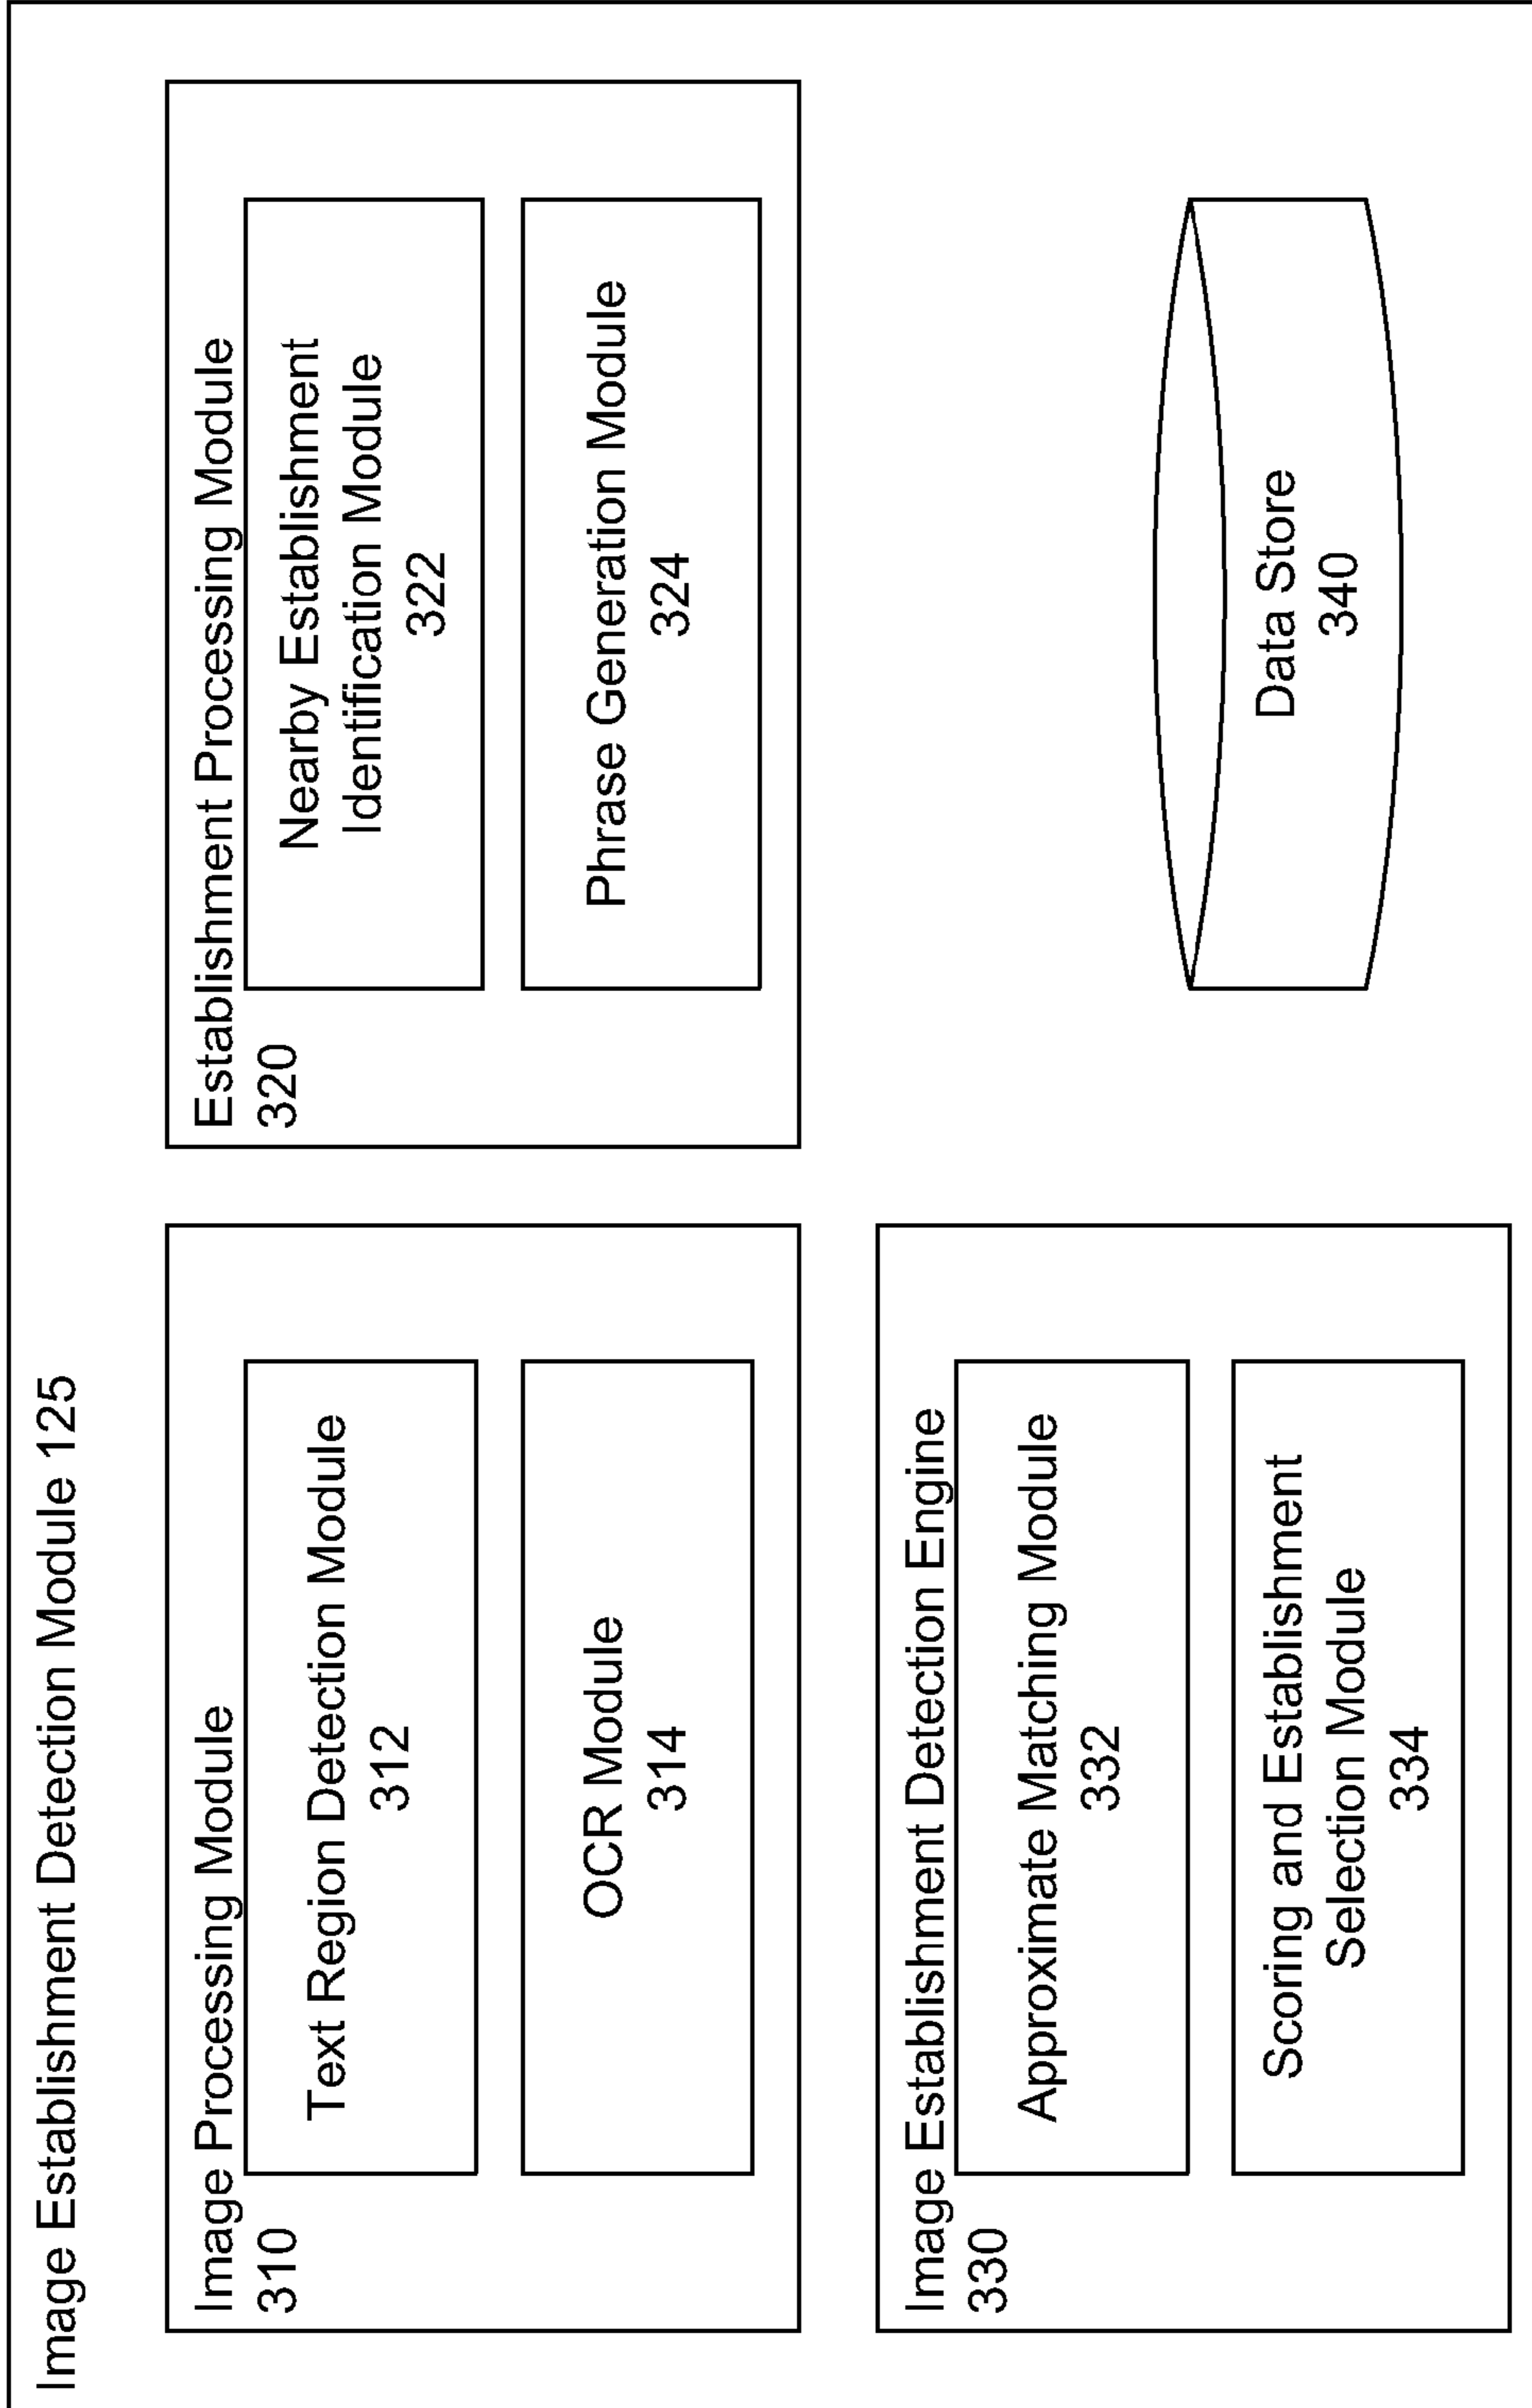 Image Establishment Detection Module 125
Image Processing Module
310
Text Region Detection Module
312
OCR Module
314
Establishment Processing Module
320
Nearby Establishment
Identification Module
322
Phrase Generation Module
324
Image Establishment Detection Engine
330
Approximate Matching Module
332
Scoring and Establishment
Selection Module
334
Data Store
340